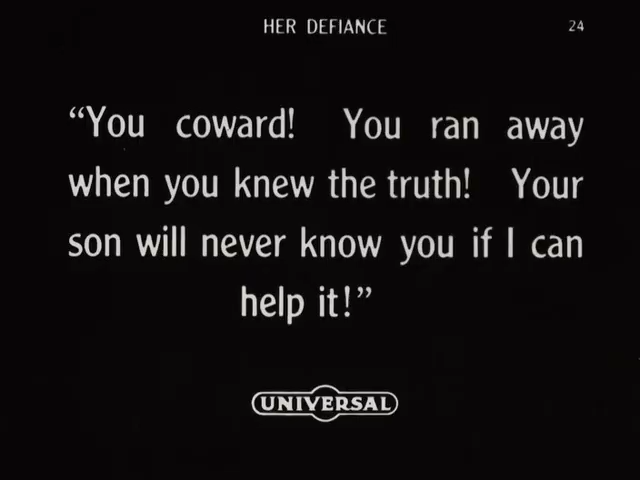 HER DEFIANCE 24
“You coward! You ran away
when you knew the truth! Your
son will never know you if I can
help it!”
UNIVERSAL